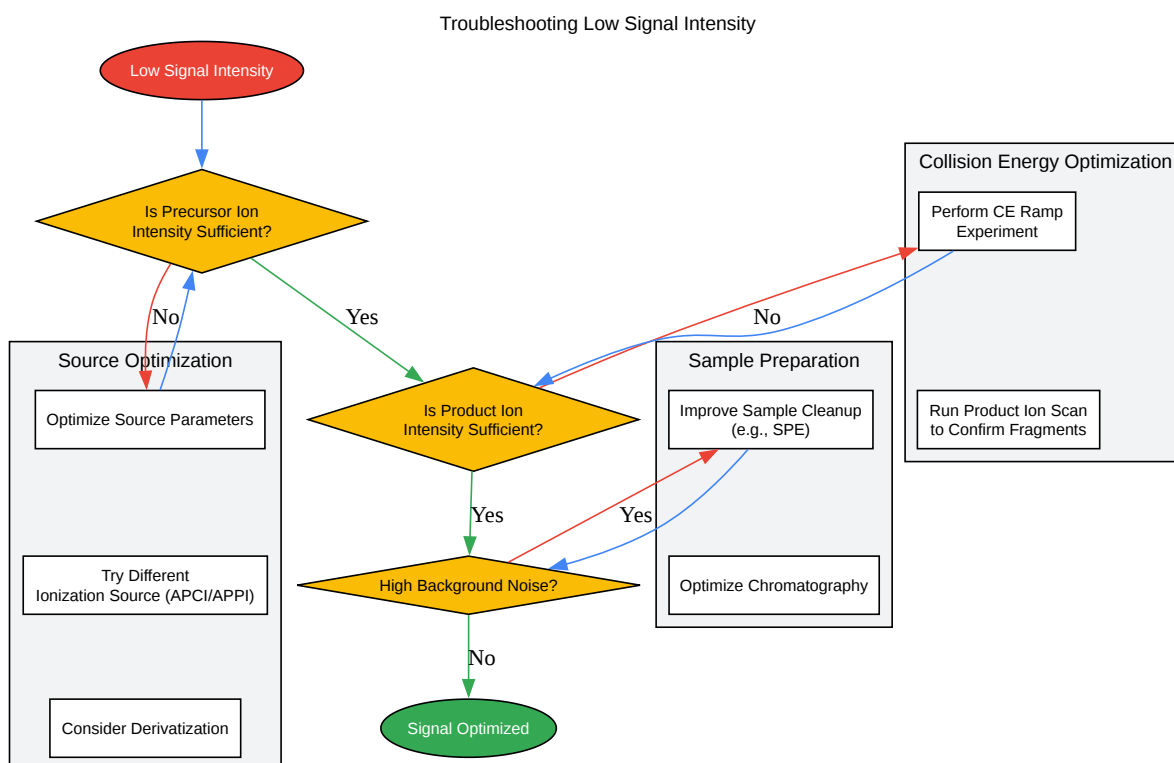 Troubleshooting Low Signal Intensity
Low Signal Intensity
Is Precursor Ion
Intensity Sufficient?
No
Yes
Source Optimization
Optimize Source Parameters
Try Different
Ionization Source (APCI/APPI)
Consider Derivatization
Is Product Ion
Intensity Sufficient?
No
Yes
High Background Noise?
Yes
No
Signal Optimized
Sample Preparation
Improve Sample Cleanup
(e.g., SPE)
Optimize Chromatography
Collision Energy Optimization
Perform CE Ramp
Experiment
Run Product Ion Scan
to Confirm Fragments